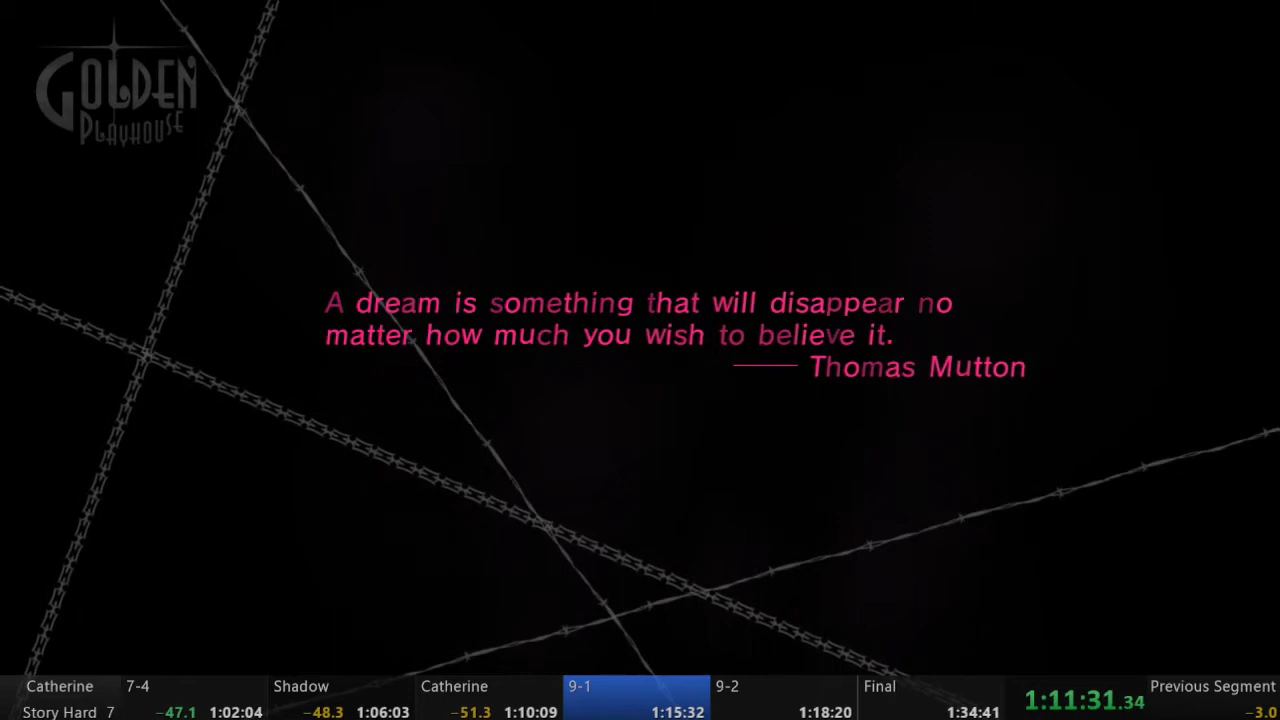 GOLDEN
PLAYHOUSE
A dream is something that will disappear no
matter how much you wish to believe it.
—— Thomas Mutton
Catherine 7-4 Shadow Catherine 9-1 9-2 Final 1:11:31.34 Previous Segment
Story Hard 7 −47.1 1:02:04 −48.3 1:06:03 −51.3 1:10:09 1:15:32 1:18:20 1:34:41 −3.0